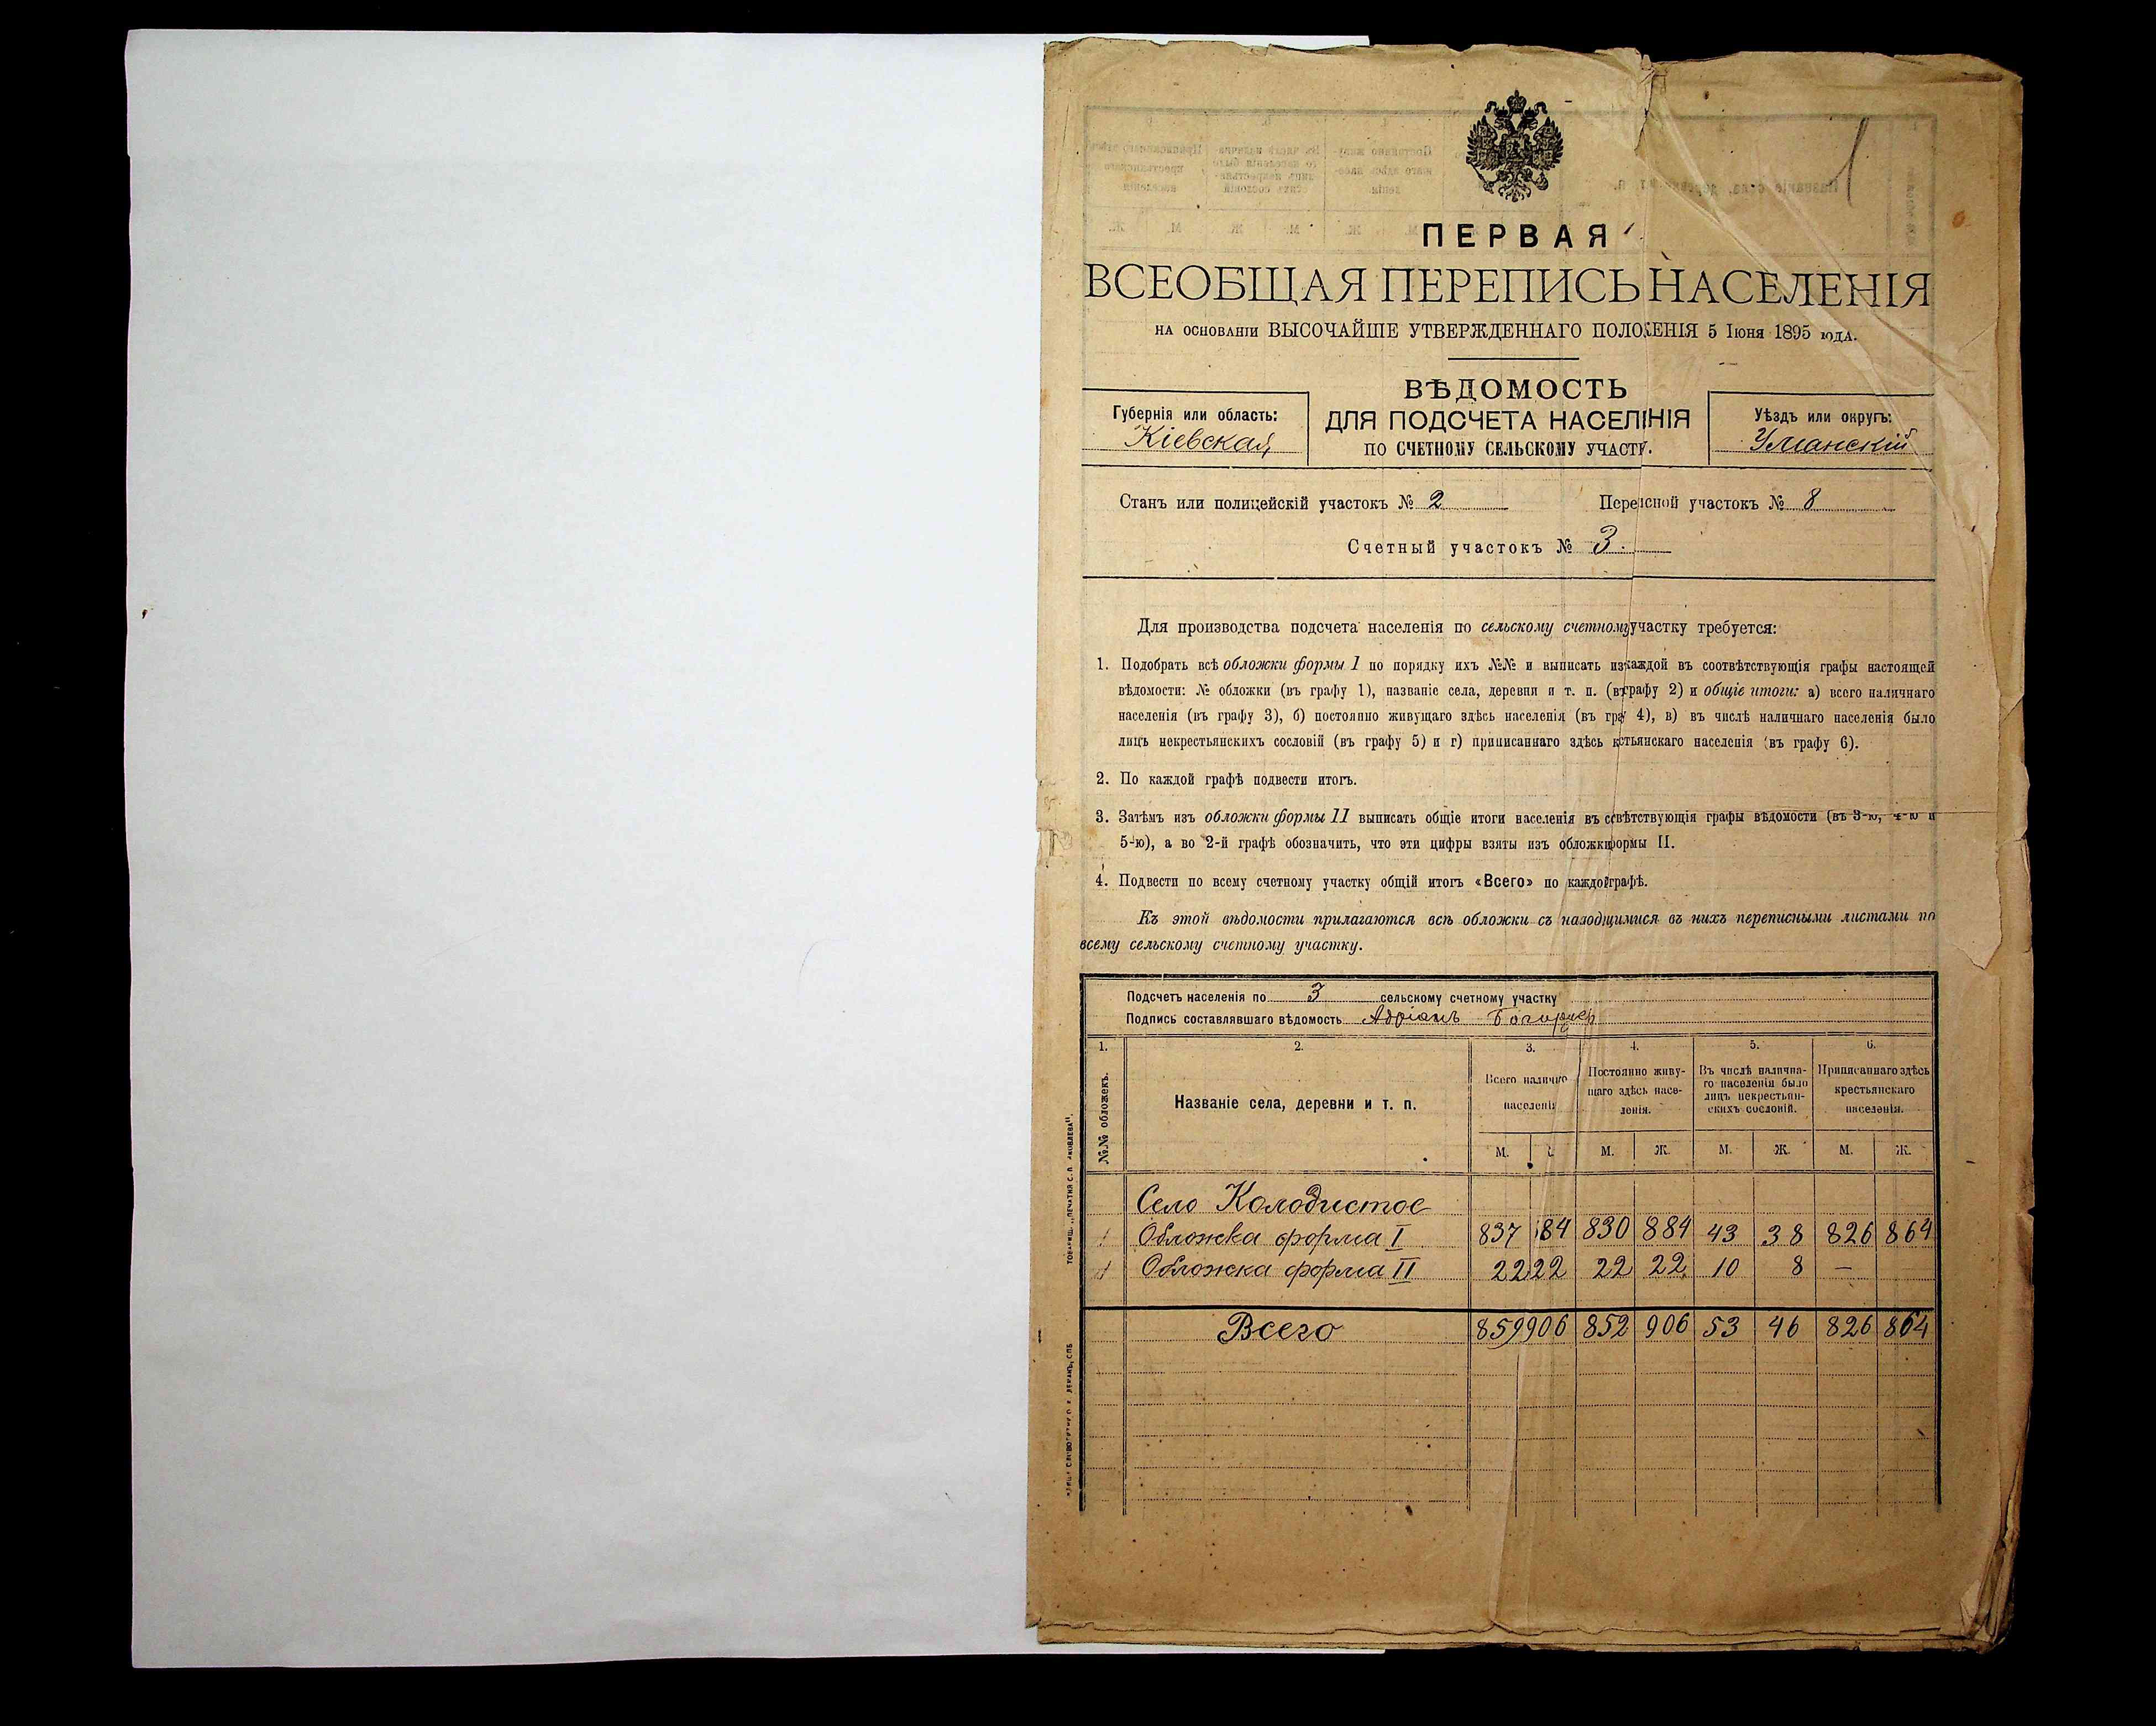 1
ПЕРВАЯ
ВСЕОБЩАЯ ПЕРЕПИСЬ НАСЕЛЕНІЯ
НА ОСНОВАНІИ ВЫСОЧАЙШЕ УТВЕРЖДЕННАГО ПОЛОЖЕНІЯ 5 Іюня 1895 года.
ВѢДОМОСТЬ
ДЛЯ ПОДСЧЕТА НАСЕЛЕНІЯ
ПО СЧЕТНОМУ СЕЛЬСКОМУ УЧАСТКУ.
Губернія или область:
Кіевская
Уѣздъ или округъ:
Уманскій
Станъ или полицейскій участокъ № 2 Переписной участокъ № 8
Счетный участокъ № 3.
Для производства подсчета населенія по сельскому счетному участку требуется:
1. Подобрать всѣ обложки формы I по порядку ихъ №№ и выписать изъ каждой въ соотвѣтствующія графы настоящей
вѣдомости: № обложки (въ графу 1), названіе села, деревни и т. п. (въ графу 2) и общіе итоги: а) всего наличнаго
населенія (въ графу 3), б) постоянно живущаго здѣсь населенія (въ графу 4), в) въ числѣ наличнаго населенія было
лицъ некрестьянскихъ сословій (въ графу 5) и г) приписаннаго здѣсь крестьянскаго населенія (въ графу 6).
2. По каждой графѣ подвести итогъ.
3. Затѣмъ изъ обложки формы II выписать общіе итоги населенія въ соотвѣтствующія графы вѣдомости (въ 3-ю, 4-ю и
5-ю), а во 2-й графѣ обозначить, что эти цифры взяты изъ обложки формы II.
4. Подвести по всему счетному участку общій итогъ «Всего» по каждой графѣ.
Къ этой вѣдомости прилагаются всѣ обложки съ находящимися въ нихъ переписными листами по
всему сельскому счетному участку.
Подсчетъ населенія по 3 сельскому счетному участку
Подпись составлявшаго вѣдомость Адріанъ
1. 2. 3. 4. 5. 6.
№№ обложекъ.
Названіе села, деревни и т. п.
Всего наличнаго
населенія
Постоянно живу-
щаго здѣсь насе-
ленія.
Въ числѣ налична-
го населенія было
лицъ некрестьян-
скихъ сословій.
Приписаннаго здѣсь
крестьянскаго
населенія.
М. М. Ж. М. Ж. М. Ж.
Село Колодистое
1 Обложка форма I 837 84 830 884 43 38 826 864
1 Обложка форма II 22 22 22 22 10 8 —
Всего 859 906 852 906 53 46 826 864